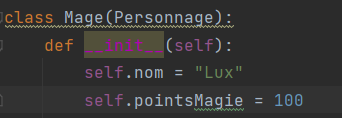 class Mage(Personnage):
    def __init__(self):
        self.nom = "Lux"
        self.pointsMagie = 100